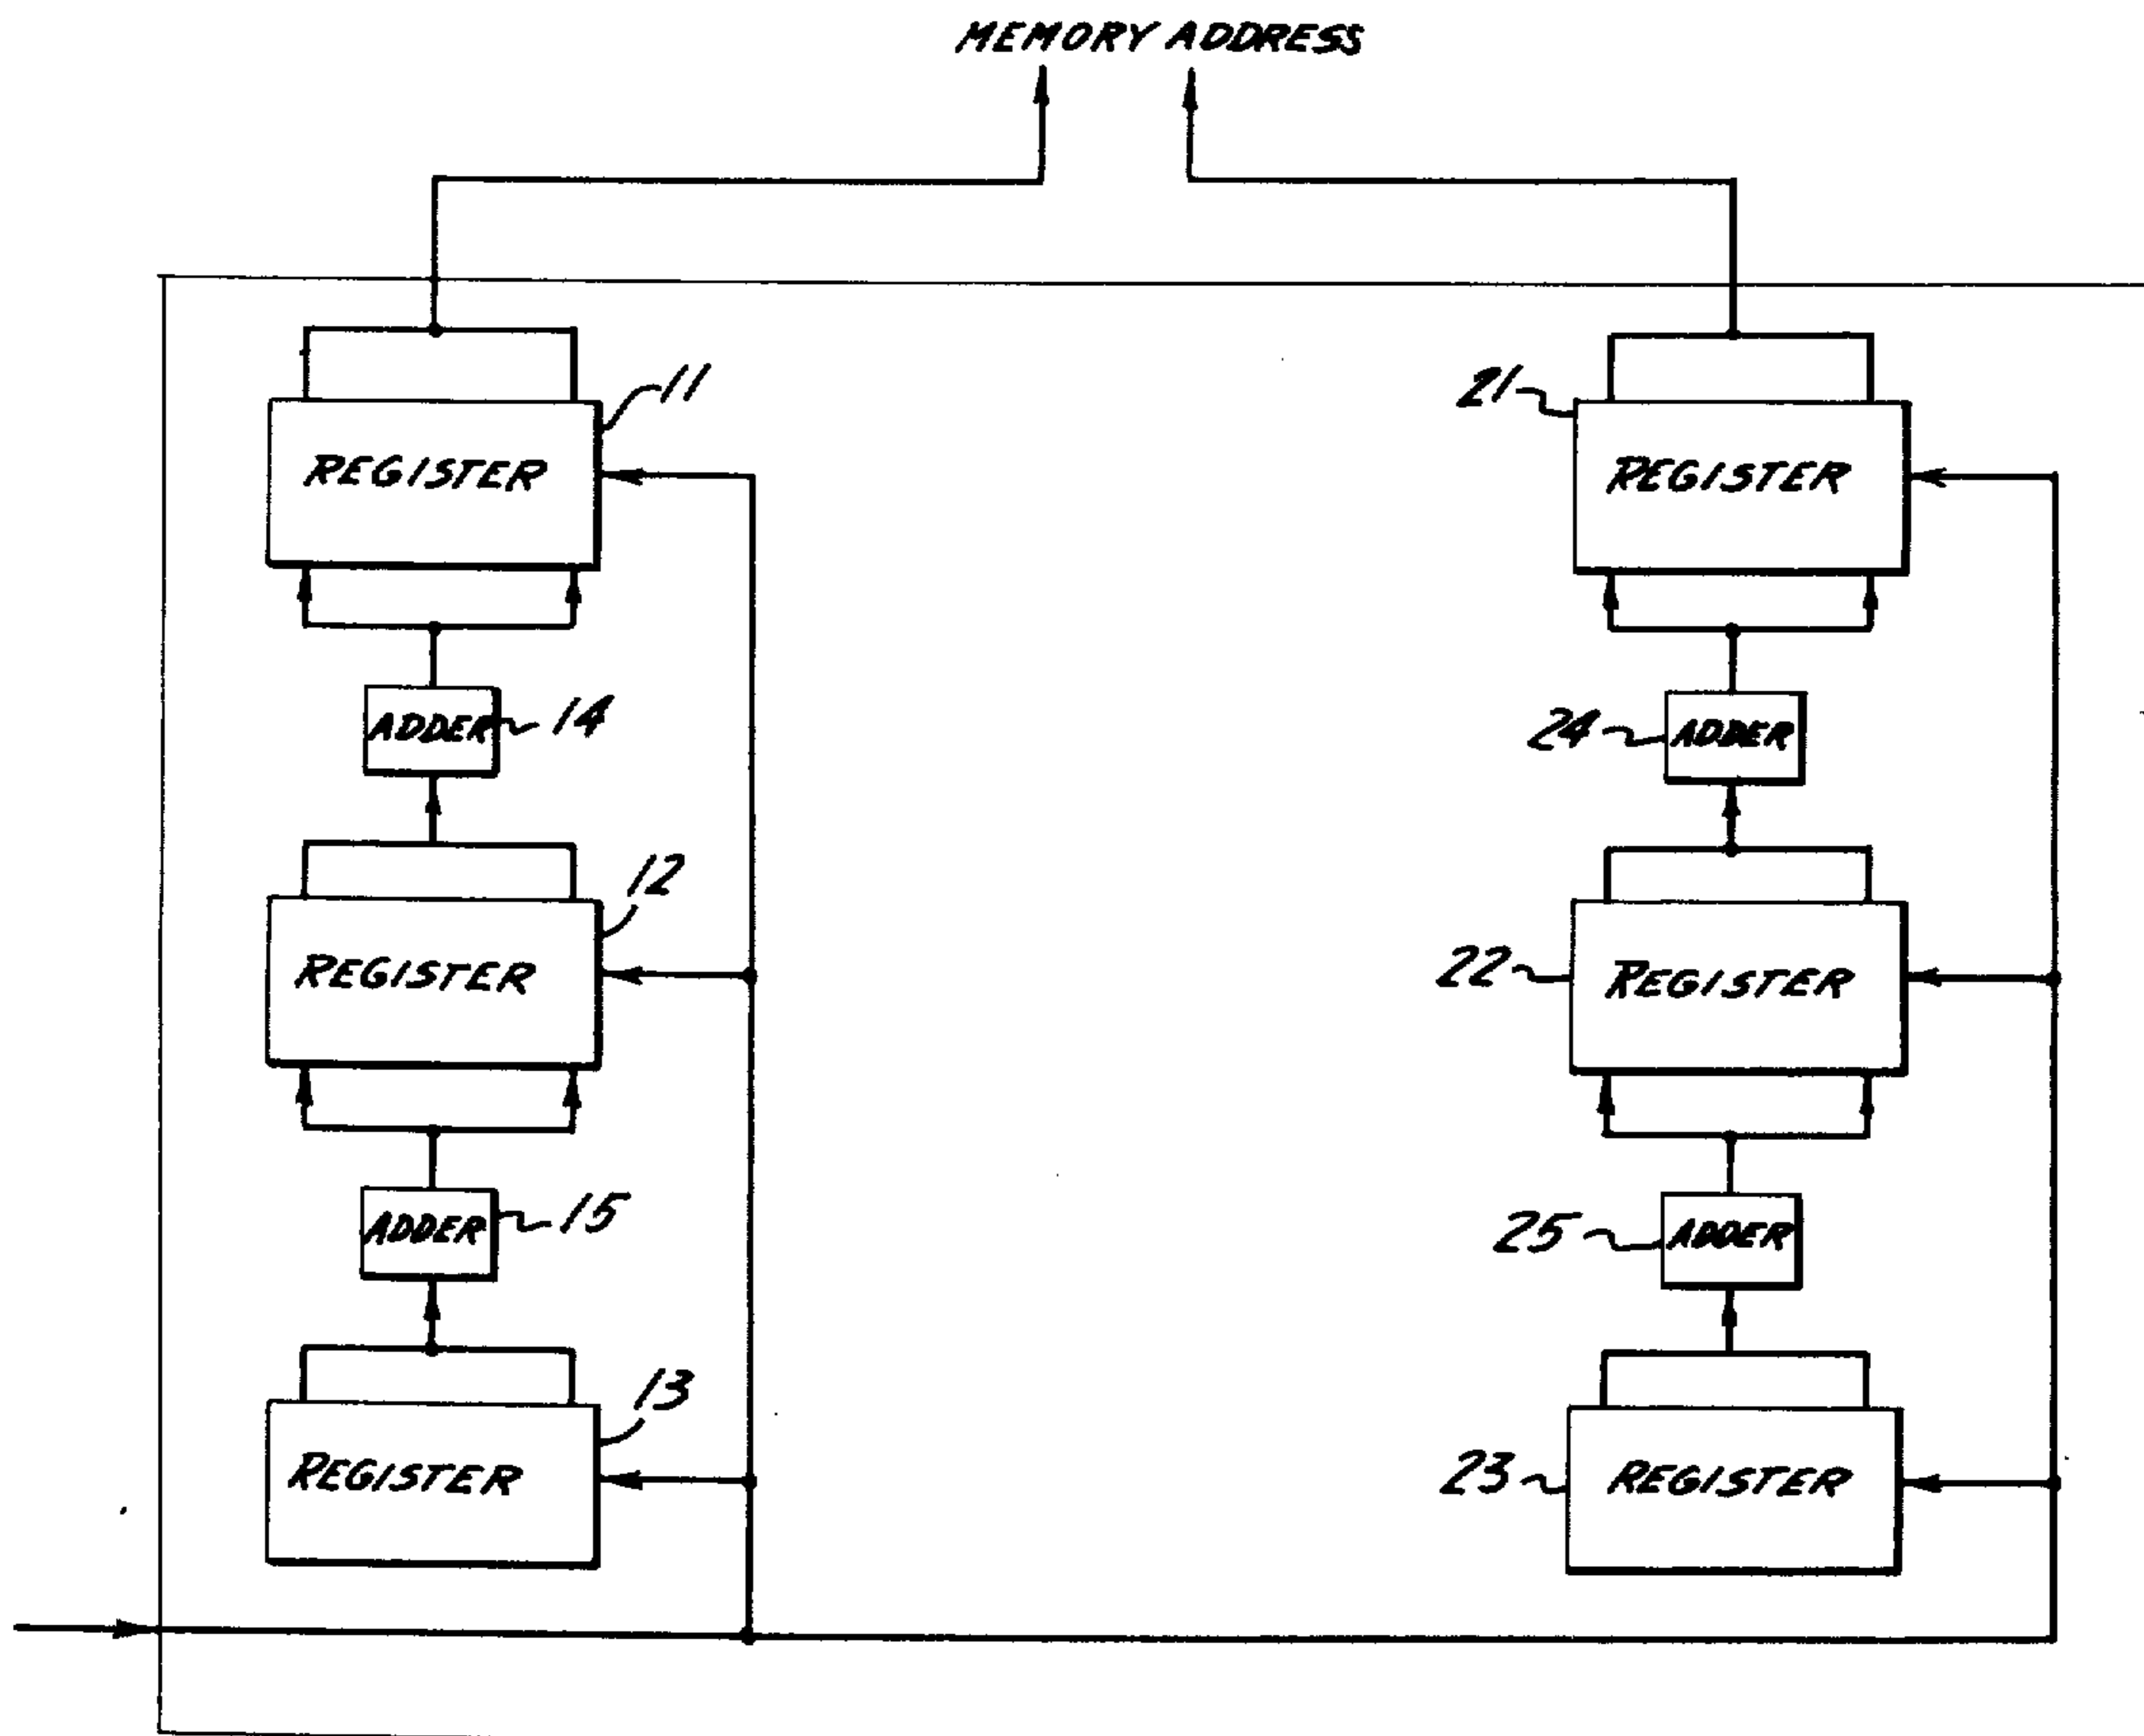 MEMORY ADDRESS
11
21
REGISTER
REGISTER
ADDER
14
24
ADDER
12
REGISTER
22
REGISTER
ADDER
15
25
ADDER
13
REGISTER
23
REGISTER